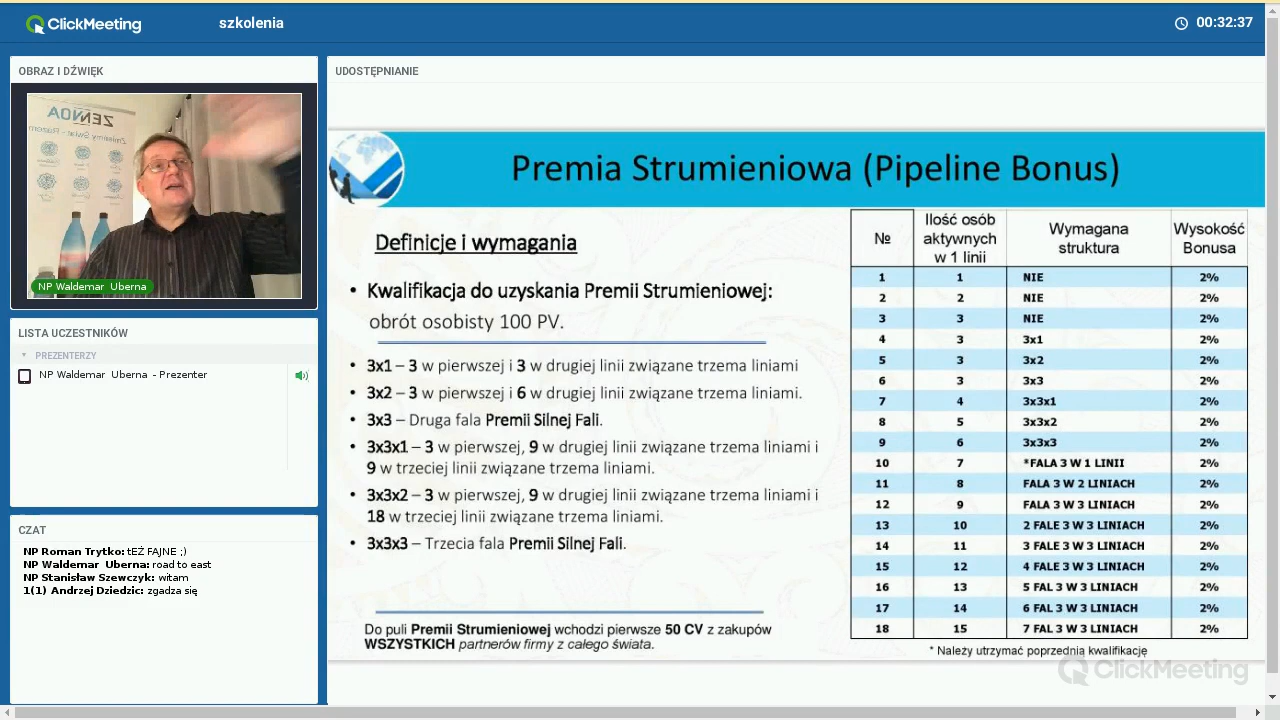 ClickMeeting
szkolenia
00:32:37
OBRAZ I DŹWIĘK
ZENNOA
Zmieniamy Świat - Razem
NP Waldemar Uberna
LISTA UCZESTNIKÓW
PREZENTERZY
NP Waldemar Uberna - Prezenter
CZAT
NP Roman Trytko: tEŻ FAJNE ;)
NP Waldemar Uberna: road to east
NP Stanisław Szewczyk: witam
1(1) Andrzej Dziedzic: zgadza się
UDOSTĘPNIANIE
Premia Strumieniowa (Pipeline Bonus)
Definicje i wymagania
• Kwalifikacja do uzyskania Premii Strumieniowej:
obrót osobisty 100 PV.
• 3x1 – 3 w pierwszej i 3 w drugiej linii związane trzema liniami
• 3x2 – 3 w pierwszej i 6 w drugiej linii związane trzema liniami.
• 3x3 – Druga fala Premii Silnej Fali.
• 3x3x1 – 3 w pierwszej, 9 w drugiej linii związane trzema liniami i
9 w trzeciej linii związane trzema liniami.
• 3x3x2 – 3 w pierwszej, 9 w drugiej linii związane trzema liniami i
18 w trzeciej linii związane trzema liniami.
• 3x3x3 – Trzecia fala Premii Silnej Fali.
Do puli Premii Strumieniowej wchodzi pierwsze 50 CV z zakupów
WSZYSTKICH partnerów firmy z całego świata.
№ Ilość osób aktywnych w 1 linii Wymagana struktura Wysokość Bonusa
1 1 NIE 2%
2 2 NIE 2%
3 3 NIE 2%
4 3 3x1 2%
5 3 3x2 2%
6 3 3x3 2%
7 4 3x3x1 2%
8 5 3x3x2 2%
9 6 3x3x3 2%
10 7 *FALA 3 W 1 LINII 2%
11 8 FALA 3 W 2 LINIACH 2%
12 9 FALA 3 W 3 LINIACH 2%
13 10 2 FALE 3 W 3 LINIACH 2%
14 11 3 FALE 3 W 3 LINIACH 2%
15 12 4 FALE 3 W 3 LINIACH 2%
16 13 5 FAL 3 W 3 LINIACH 2%
17 14 6 FAL 3 W 3 LINIACH 2%
18 15 7 FAL 3 W 3 LINIACH 2%
* Należy utrzymać poprzednią kwalifikację
ClickMeeting